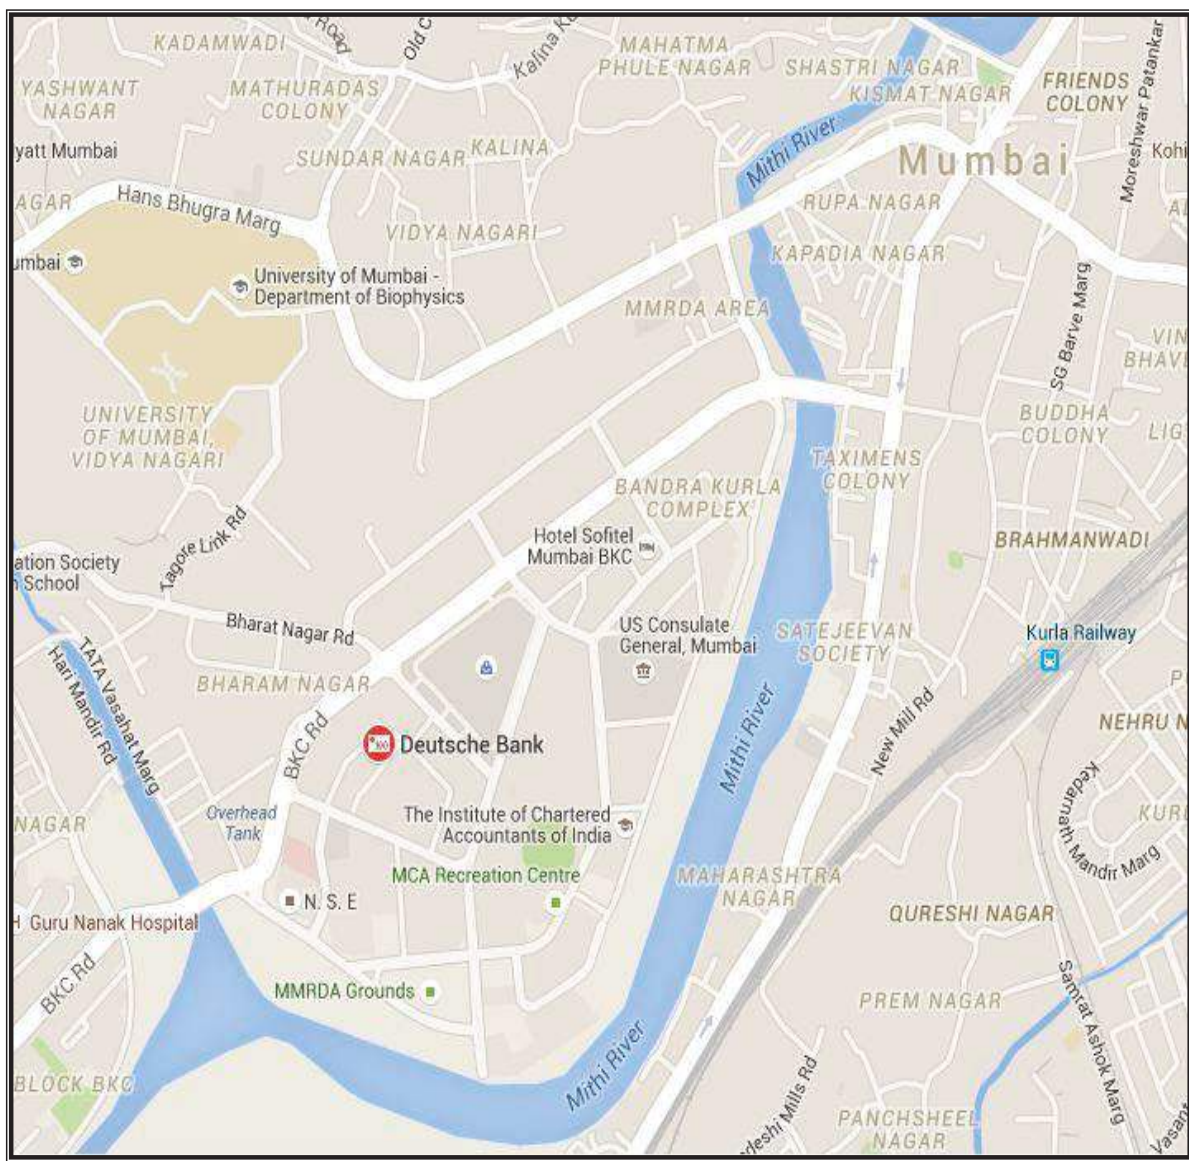 Road
Old C
Kalina
KADAMWADI
MAHATMA
PHULE NAGAR
SHASTRI NAGAR
KISMAT NAGAR
FRIENDS
COLONY
Moreshwar Patankar
YASHWANT
NAGAR
MATHURADAS
COLONY
yatt Mumbai
SUNDAR NAGAR
KALINA
Mithi River
Mumbai
Kohi
AGAR
Hans Bhugra Marg
VIDYA NAGARI
RUPA NAGAR
KAPADIA NAGAR
umbai
University of Mumbai -
Department of Biophysics
MMRDA AREA
SG Barve Marg
VIN
BHAVE
UNIVERSITY
OF MUMBAI,
VIDYA NAGARI
BUDDHA
COLONY
LIG
TAXIMENS
COLONY
BANDRA KURLA
COMPLEX
Tagore Link Rd
Hotel Sofitel
Mumbai BKC
BRAHMANWADI
ation Society
n School
Bharat Nagar Rd
US Consulate
General, Mumbai
SATEJEEVAN
SOCIETY
Kurla Railway
TATA Vasahat Marg
Hari Mandir Rd
BHARAM NAGAR
BKC Rd
Mithi River
New Mill Rd
NEHRU N
Deutsche Bank
Kedarnath Mandir Marg
Overhead
Tank
The Institute of Chartered
Accountants of India
NAGAR
KURL
MCA Recreation Centre
MAHARASHTRA
NAGAR
N. S. E
H Guru Nanak Hospital
QURESHI NAGAR
BKC Rd
MMRDA Grounds
PREM NAGAR
Samrat Ashok Marg
Mithi River
BLOCK BKC
deshi Mills Rd
PANCHSHEEL
NAGAR
Vasant